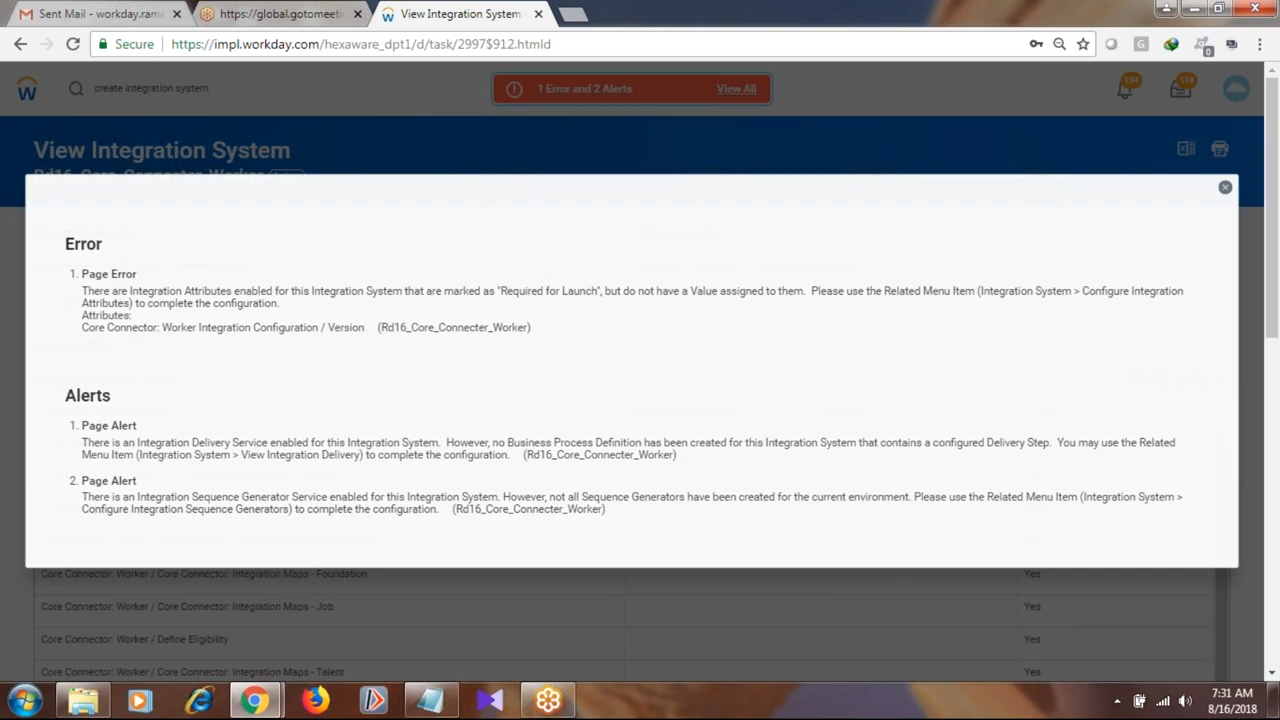 Sent Mail - workday.rame
https://global.gotomeeti
View Integration System
Secure
https://impl.workday.com/hexaware_dpt1/d/task/2997$912.htmld
create integration system
1 Error and 2 Alerts View All
134
118
View Integration System
Error
1. Page Error
There are Integration Attributes enabled for this Integration System that are marked as "Required for Launch", but do not have a Value assigned to them. Please use the Related Menu Item (Integration System > Configure Integration
Attributes) to complete the configuration.
Attributes:
Core Connector: Worker Integration Configuration / Version (Rd16_Core_Connecter_Worker)
Alerts
1. Page Alert
There is an Integration Delivery Service enabled for this Integration System. However, no Business Process Definition has been created for this Integration System that contains a configured Delivery Step. You may use the Related
Menu Item (Integration System > View Integration Delivery) to complete the configuration. (Rd16_Core_Connecter_Worker)
2. Page Alert
There is an Integration Sequence Generator Service enabled for this Integration System. However, not all Sequence Generators have been created for the current environment. Please use the Related Menu Item (Integration System >
Configure Integration Sequence Generators) to complete the configuration. (Rd16_Core_Connecter_Worker)
Core Connector: Worker / Core Connector: Integration Maps - Foundation Yes
Core Connector: Worker / Core Connector: Integration Maps - Job Yes
Core Connector: Worker / Define Eligibility Yes
Core Connector: Worker / Core Connector: Integration Maps - Talent Yes
7:31 AM
8/16/2018